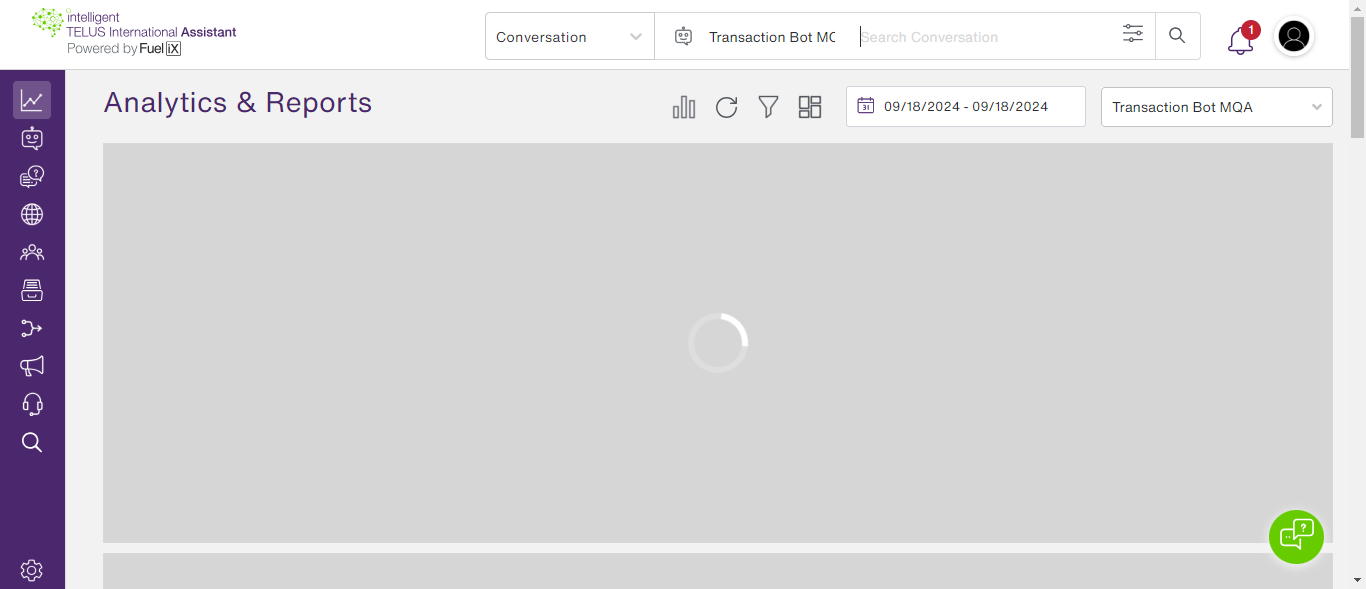 intelligent
TELUS International Assistant
Powered by Fuel iX
Conversation
Transaction Bot MQ
Search Conversation
1
Analytics & Reports
31
09/18/2024 - 09/18/2024
Transaction Bot MQA
?
?